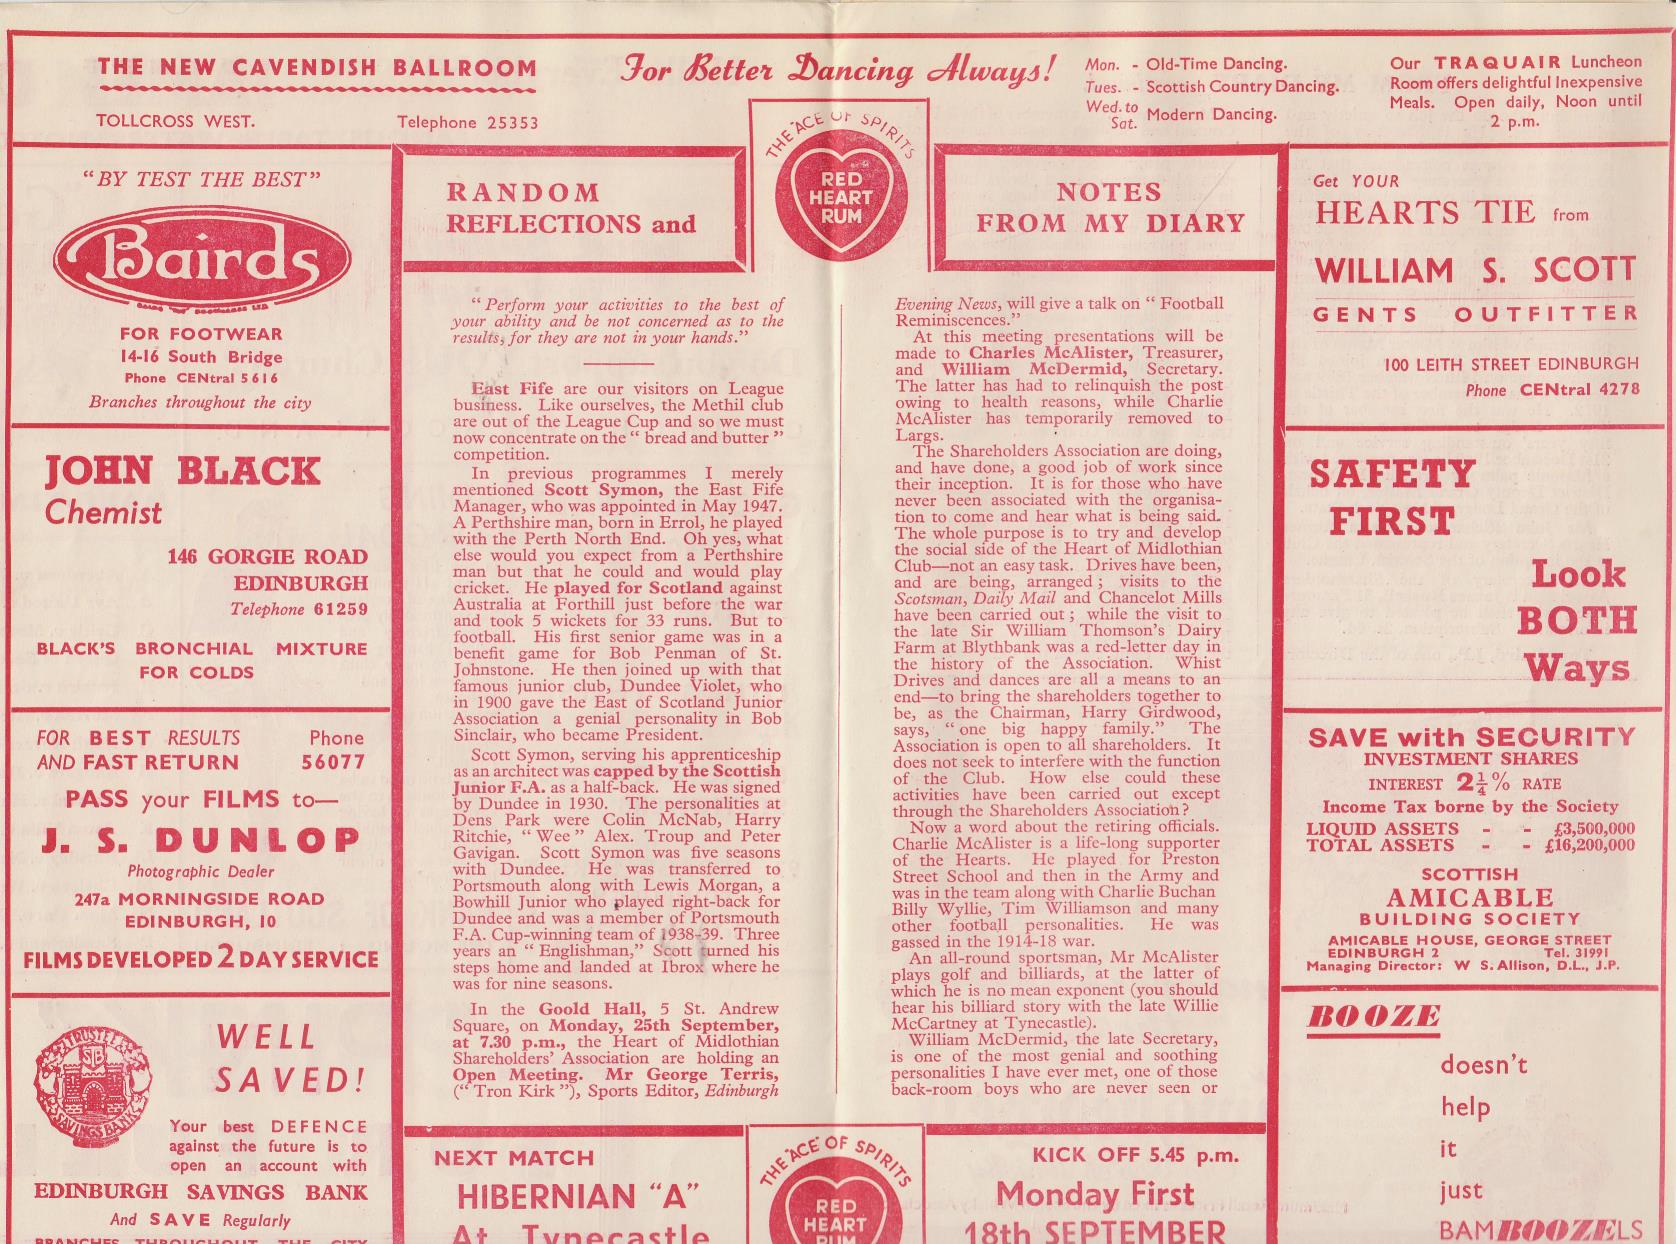 THE NEW CAVENDISH BALLROOM
TOLLCROSS WEST. Telephone 25353
For Better Dancing Always!
Mon. - Old-Time Dancing.
Tues. - Scottish Country Dancing.
Wed. to Sat. Modern Dancing.
Our TRAQUAIR Luncheon
Room offers delightful Inexpensive
Meals. Open daily, Noon until
2 p.m.
"BY TEST THE BEST"
Bairds
FOR FOOTWEAR
14-16 South Bridge
Phone CENtral 5616
Branches throughout the city
JOHN BLACK
Chemist
146 GORGIE ROAD
EDINBURGH
Telephone 61259
BLACK'S BRONCHIAL MIXTURE
FOR COLDS
FOR BEST RESULTS Phone
AND FAST RETURN 56077
PASS your FILMS to—
J. S. DUNLOP
Photographic Dealer
247a MORNINGSIDE ROAD
EDINBURGH, 10
FILMS DEVELOPED 2 DAY SERVICE
TRUSTEE
SB
SAVINGS BANK
WELL
SAVED!
Your best DEFENCE
against the future is to
open an account with
EDINBURGH SAVINGS BANK
And SAVE Regularly
BRANCHES THROUGHOUT THE CITY
RANDOM
REFLECTIONS and
THE ACE OF SPIRITS
RED
HEART
RUM
NOTES
FROM MY DIARY
"Perform your activities to the best of
your ability and be not concerned as to the
results, for they are not in your hands."
East Fife are our visitors on League
business. Like ourselves, the Methil club
are out of the League Cup and so we must
now concentrate on the "bread and butter"
competition.
In previous programmes I merely
mentioned Scott Symon, the East Fife
Manager, who was appointed in May 1947.
A Perthshire man, born in Errol, he played
with the Perth North End. Oh yes, what
else would you expect from a Perthshire
man but that he could and would play
cricket. He played for Scotland against
Australia at Forthill just before the war
and took 5 wickets for 33 runs. But to
football. His first senior game was in a
benefit game for Bob Penman of St.
Johnstone. He then joined up with that
famous junior club, Dundee Violet, who
in 1900 gave the East of Scotland Junior
Association a genial personality in Bob
Sinclair, who became President.
Scott Symon, serving his apprenticeship
as an architect was capped by the Scottish
Junior F.A. as a half-back. He was signed
by Dundee in 1930. The personalities at
Dens Park were Colin McNab, Harry
Ritchie, "Wee" Alex. Troup and Peter
Gavigan. Scott Symon was five seasons
with Dundee. He was transferred to
Portsmouth along with Lewis Morgan, a
Bowhill Junior who played right-back for
Dundee and was a member of Portsmouth
F.A. Cup-winning team of 1938-39. Three
years an "Englishman," Scott turned his
steps home and landed at Ibrox where he
was for nine seasons.
In the Goold Hall, 5 St. Andrew
Square, on Monday, 25th September,
at 7.30 p.m., the Heart of Midlothian
Shareholders' Association are holding an
Open Meeting. Mr George Terris,
("Tron Kirk"), Sports Editor, Edinburgh
Evening News, will give a talk on "Football
Reminiscences."
At this meeting presentations will be
made to Charles McAlister, Treasurer,
and William McDermid, Secretary.
The latter has had to relinquish the post
owing to health reasons, while Charlie
McAlister has temporarily removed to
Largs.
The Shareholders Association are doing,
and have done, a good job of work since
their inception. It is for those who have
never been associated with the organisa-
tion to come and hear what is being said.
The whole purpose is to try and develop
the social side of the Heart of Midlothian
Club—not an easy task. Drives have been,
and are being, arranged; visits to the
Scotsman, Daily Mail and Chancelot Mills
have been carried out; while the visit to
the late Sir William Thomson's Dairy
Farm at Blythbank was a red-letter day in
the history of the Association. Whist
Drives and dances are all a means to an
end—to bring the shareholders together to
be, as the Chairman, Harry Girdwood,
says, "one big happy family." The
Association is open to all shareholders. It
does not seek to interfere with the function
of the Club. How else could these
activities have been carried out except
through the Shareholders Association?
Now a word about the retiring officials.
Charlie McAlister is a life-long supporter
of the Hearts. He played for Preston
Street School and then in the Army and
was in the team along with Charlie Buchan
Billy Wyllie, Tim Williamson and many
other football personalities. He was
gassed in the 1914-18 war.
An all-round sportsman, Mr McAlister
plays golf and billiards, at the latter of
which he is no mean exponent (you should
hear his billiard story with the late Willie
McCartney at Tynecastle).
William McDermid, the late Secretary,
is one of the most genial and soothing
personalities I have ever met, one of those
back-room boys who are never seen or
NEXT MATCH
HIBERNIAN "A"
At Tynecastle
THE ACE OF SPIRITS
RED
HEART
RUM
KICK OFF 5.45 p.m.
Monday First
18th SEPTEMBER
Get YOUR
HEARTS TIE from
WILLIAM S. SCOTT
GENTS OUTFITTER
100 LEITH STREET EDINBURGH
Phone CENtral 4278
SAFETY
FIRST
Look
BOTH
Ways
SAVE with SECURITY
INVESTMENT SHARES
INTEREST 2¼% RATE
Income Tax borne by the Society
LIQUID ASSETS - - £3,500,000
TOTAL ASSETS - - £16,200,000
SCOTTISH
AMICABLE
BUILDING SOCIETY
AMICABLE HOUSE, GEORGE STREET
EDINBURGH 2 Tel. 31991
Managing Director: W S. Allison, D.L., J.P.
BOOZE
doesn't
help
it
just
BAMBOOZELS